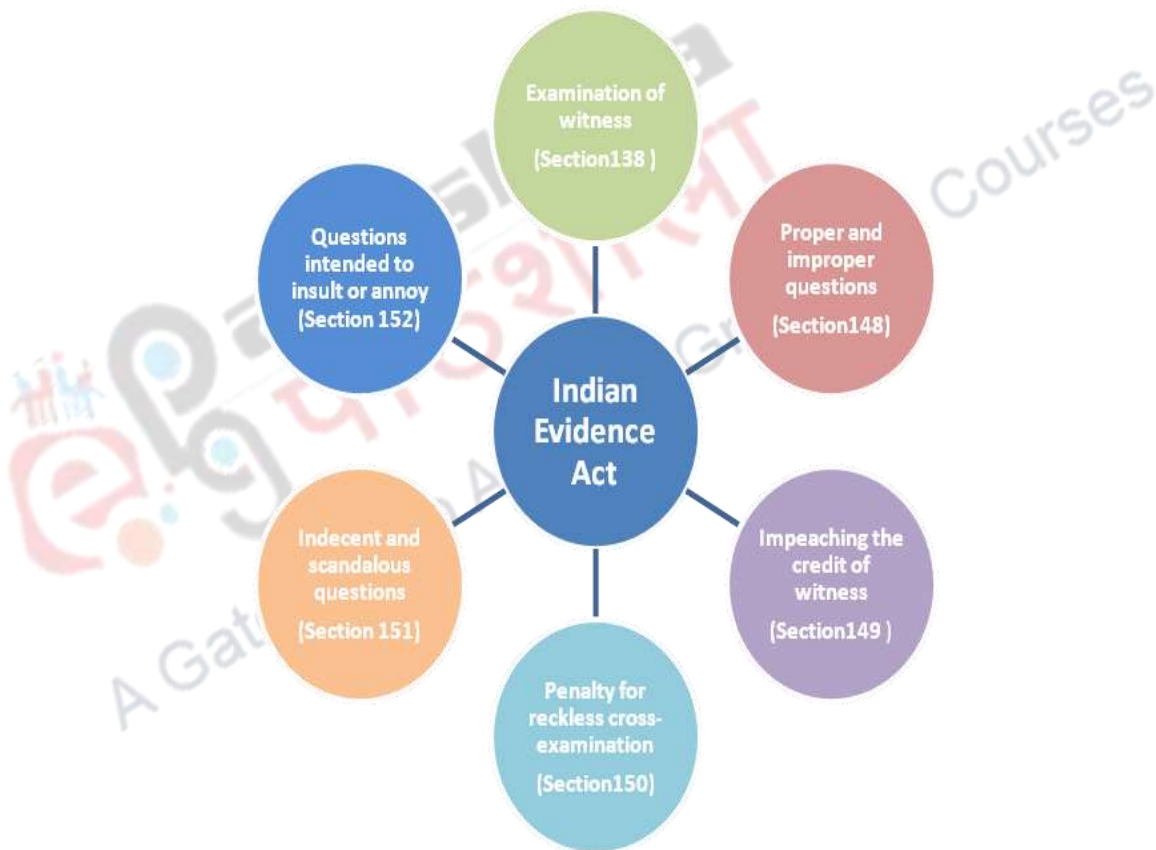 Examination of
witness
(Section138 )
Proper and
improper
questions
(Section148)
Impeaching the
credit of
witness
(Section149 )
Penalty for
reckless cross-
examination
(Section150)
Indecent and
scandalous
questions
(Section 151)
Questions
intended to
insult or annoy
(Section 152)
Indian
Evidence
Act
पाठशाला
A Gat
Courses